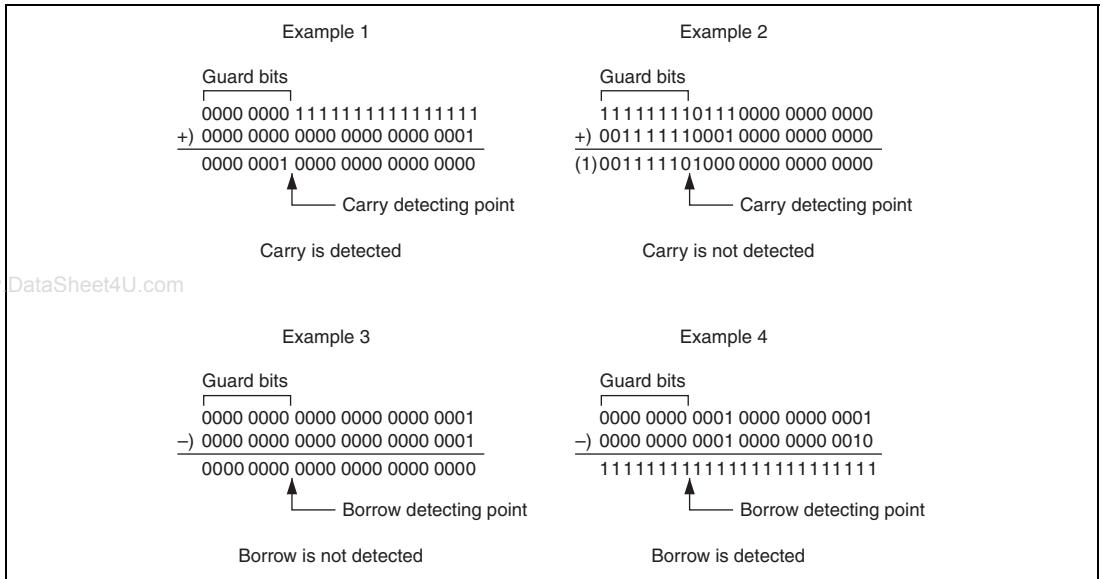 Example 1
Guard bits
0000 0000 1111111111111111
+) 0000 0000 0000 0000 0000 0001
0000 0001 0000 0000 0000 0000
Carry detecting point
Carry is detected
Example 2
Guard bits
111111110111 0000 0000 0000
+) 001111110001 0000 0000 0000
(1) 001111101000 0000 0000 0000
Carry detecting point
Carry is not detected
.DataSheet4U.com
Example 3
Guard bits
0000 0000 0000 0000 0000 0001
–) 0000 0000 0000 0000 0000 0001
0000 0000 0000 0000 0000 0000
Borrow detecting point
Borrow is not detected
Example 4
Guard bits
0000 0000 0001 0000 0000 0001
–) 0000 0000 0001 0000 0000 0010
111111111111111111111111
Borrow detecting point
Borrow is detected